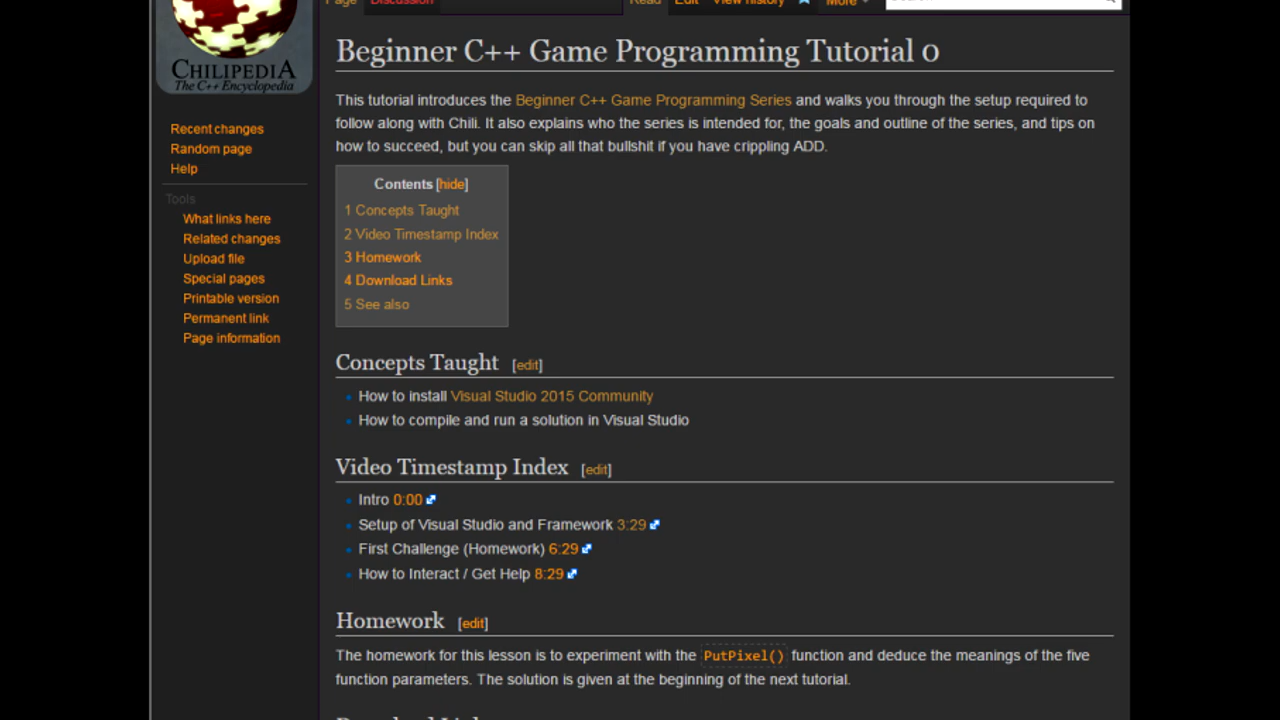 Page Discussion Read Edit View history More
CHILIPEDIA
The C++ Encyclopedia
Recent changes
Random page
Help
Tools
What links here
Related changes
Upload file
Special pages
Printable version
Permanent link
Page information
Beginner C++ Game Programming Tutorial 0
This tutorial introduces the Beginner C++ Game Programming Series and walks you through the setup required to
follow along with Chili. It also explains who the series is intended for, the goals and outline of the series, and tips on
how to succeed, but you can skip all that bullshit if you have crippling ADD.
Contents [hide]
1 Concepts Taught
2 Video Timestamp Index
3 Homework
4 Download Links
5 See also
Concepts Taught [edit]
How to install Visual Studio 2015 Community
How to compile and run a solution in Visual Studio
Video Timestamp Index [edit]
Intro 0:00
Setup of Visual Studio and Framework 3:29
First Challenge (Homework) 6:29
How to Interact / Get Help 8:29
Homework [edit]
The homework for this lesson is to experiment with the PutPixel() function and deduce the meanings of the five
function parameters. The solution is given at the beginning of the next tutorial.